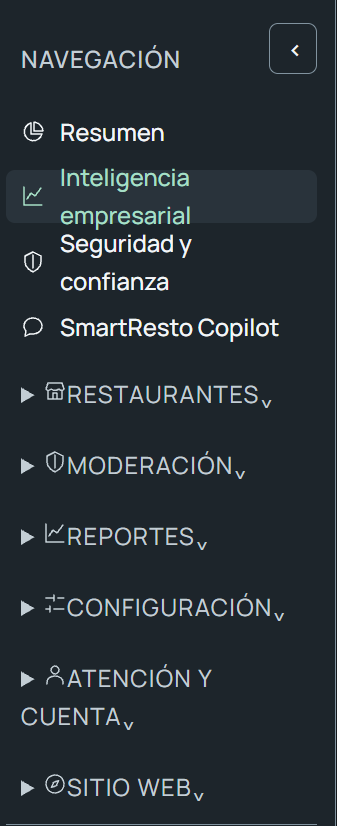 NAVEGACIÓN
Resumen
Inteligencia
empresarial
Seguridad y
confianza
SmartResto Copilot
RESTAURANTES
MODERACIÓN
REPORTES
CONFIGURACIÓN
ATENCIÓN Y
CUENTA
SITIO WEB